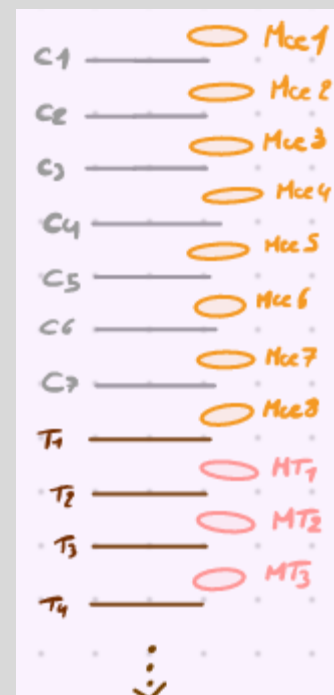 Mce 1
C1
Mce 2
C2
Mce 3
C3
Mce 4
C4
Mce 5
C5
Mce 6
C6
Mce 7
C7
Mce 8
T1
MT1
T2
MT2
T3
MT3
T4